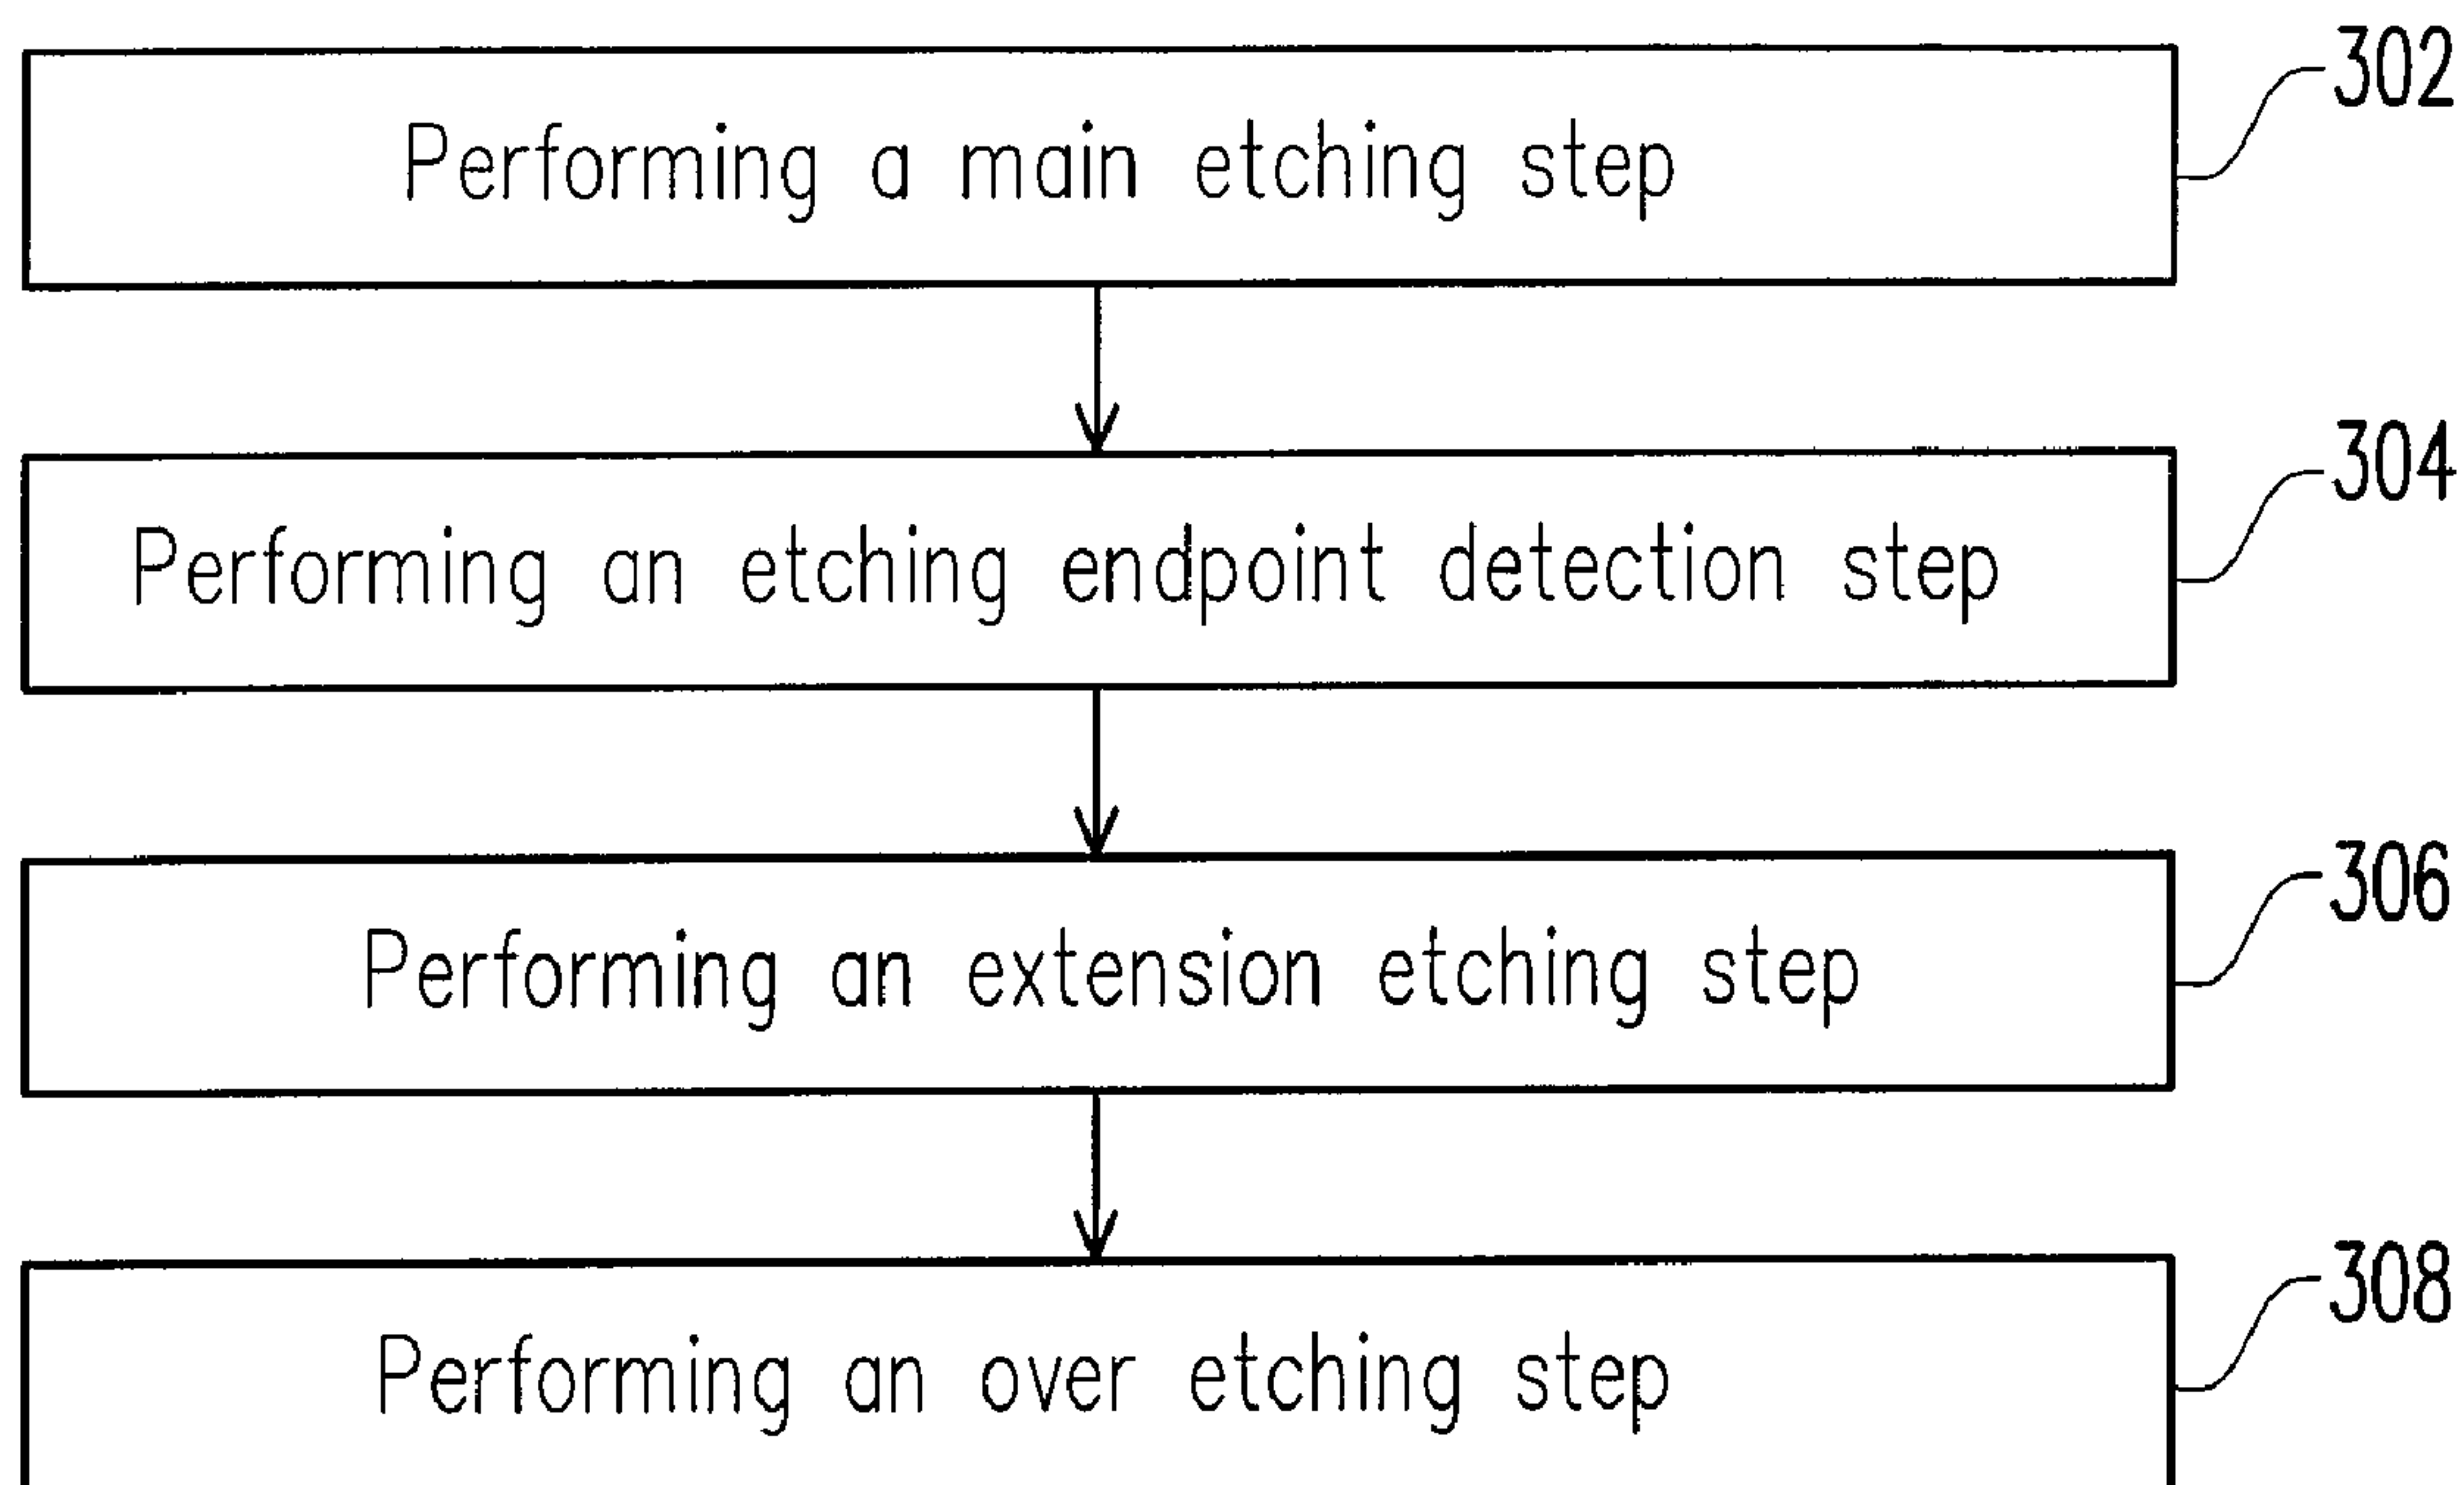 302
Performing a main etching step
304
Performing an etching endpoint detection step
306
Performing an extension etching step
308
Performing an over etching step